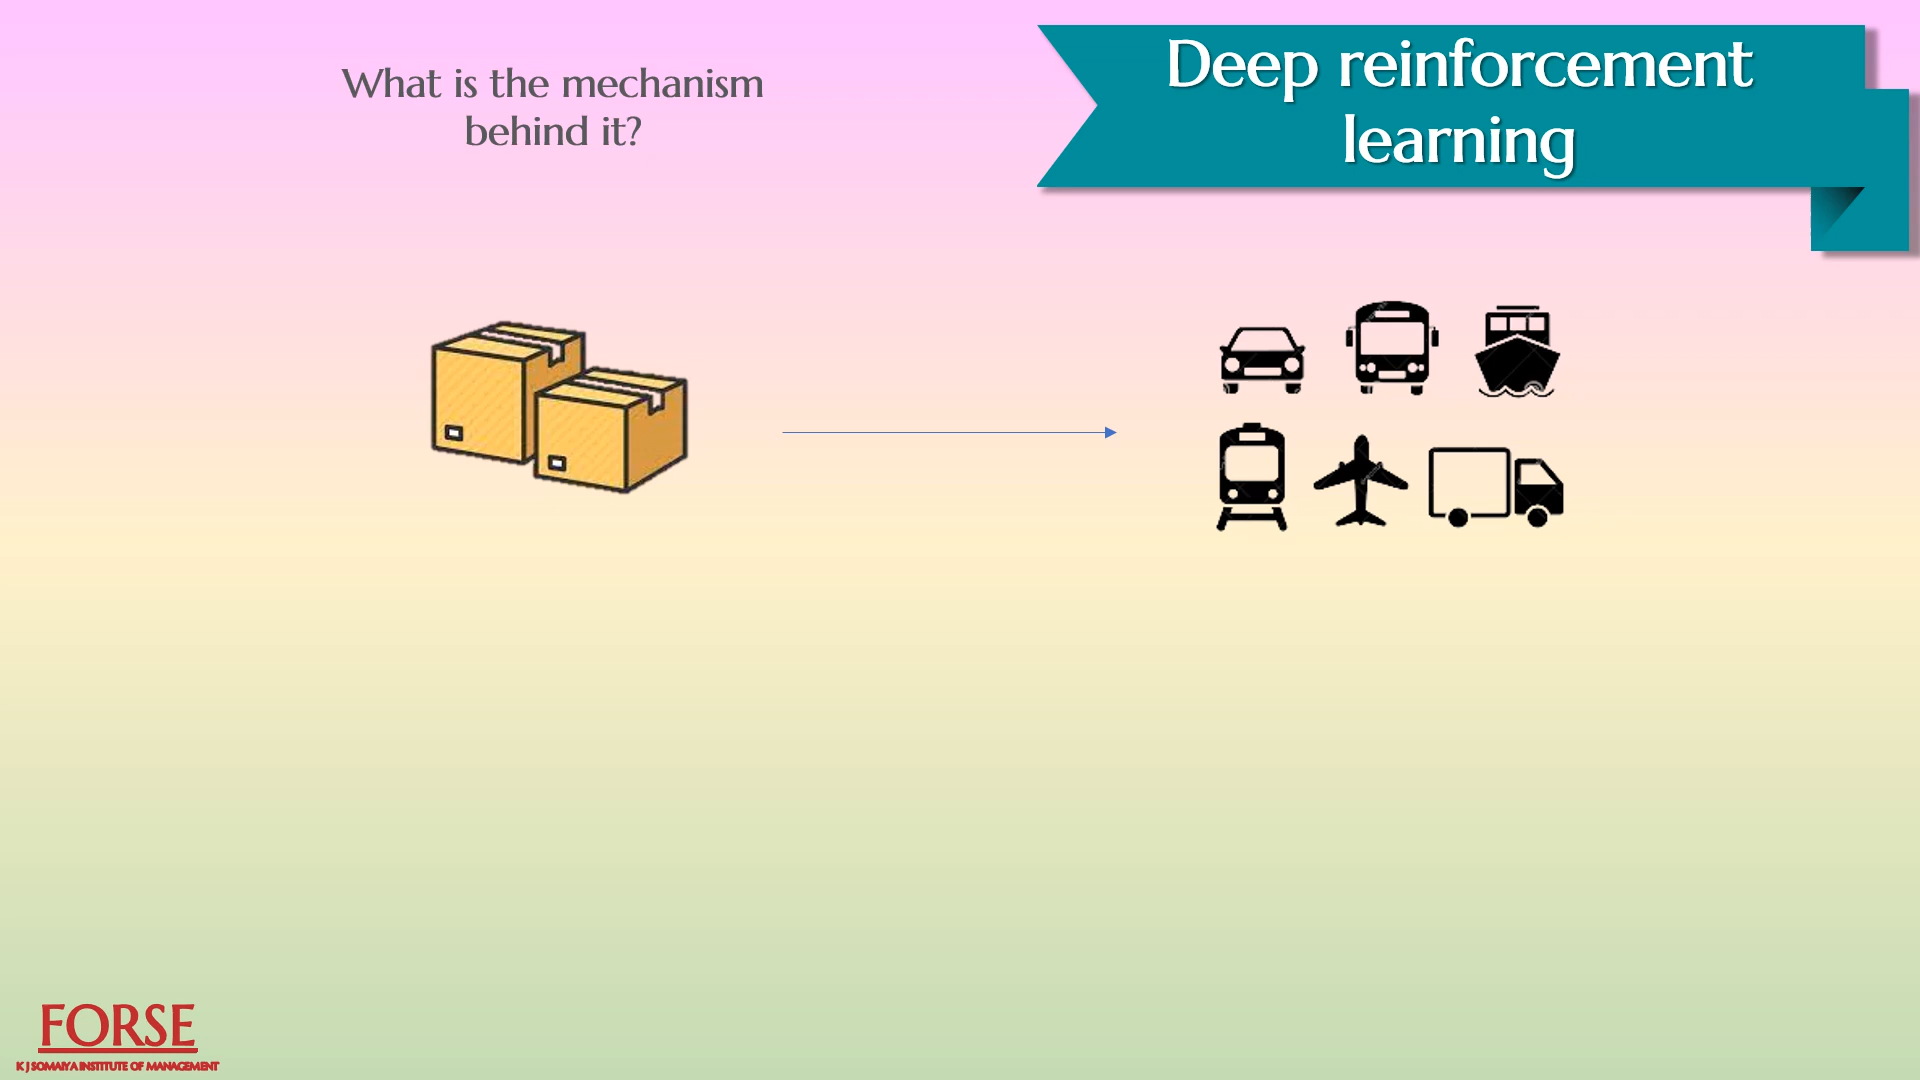 What is the mechanism
behind it?
Deep reinforcement
learning
FORSE
K J SOMAIYA INSTITUTE OF MANAGEMENT